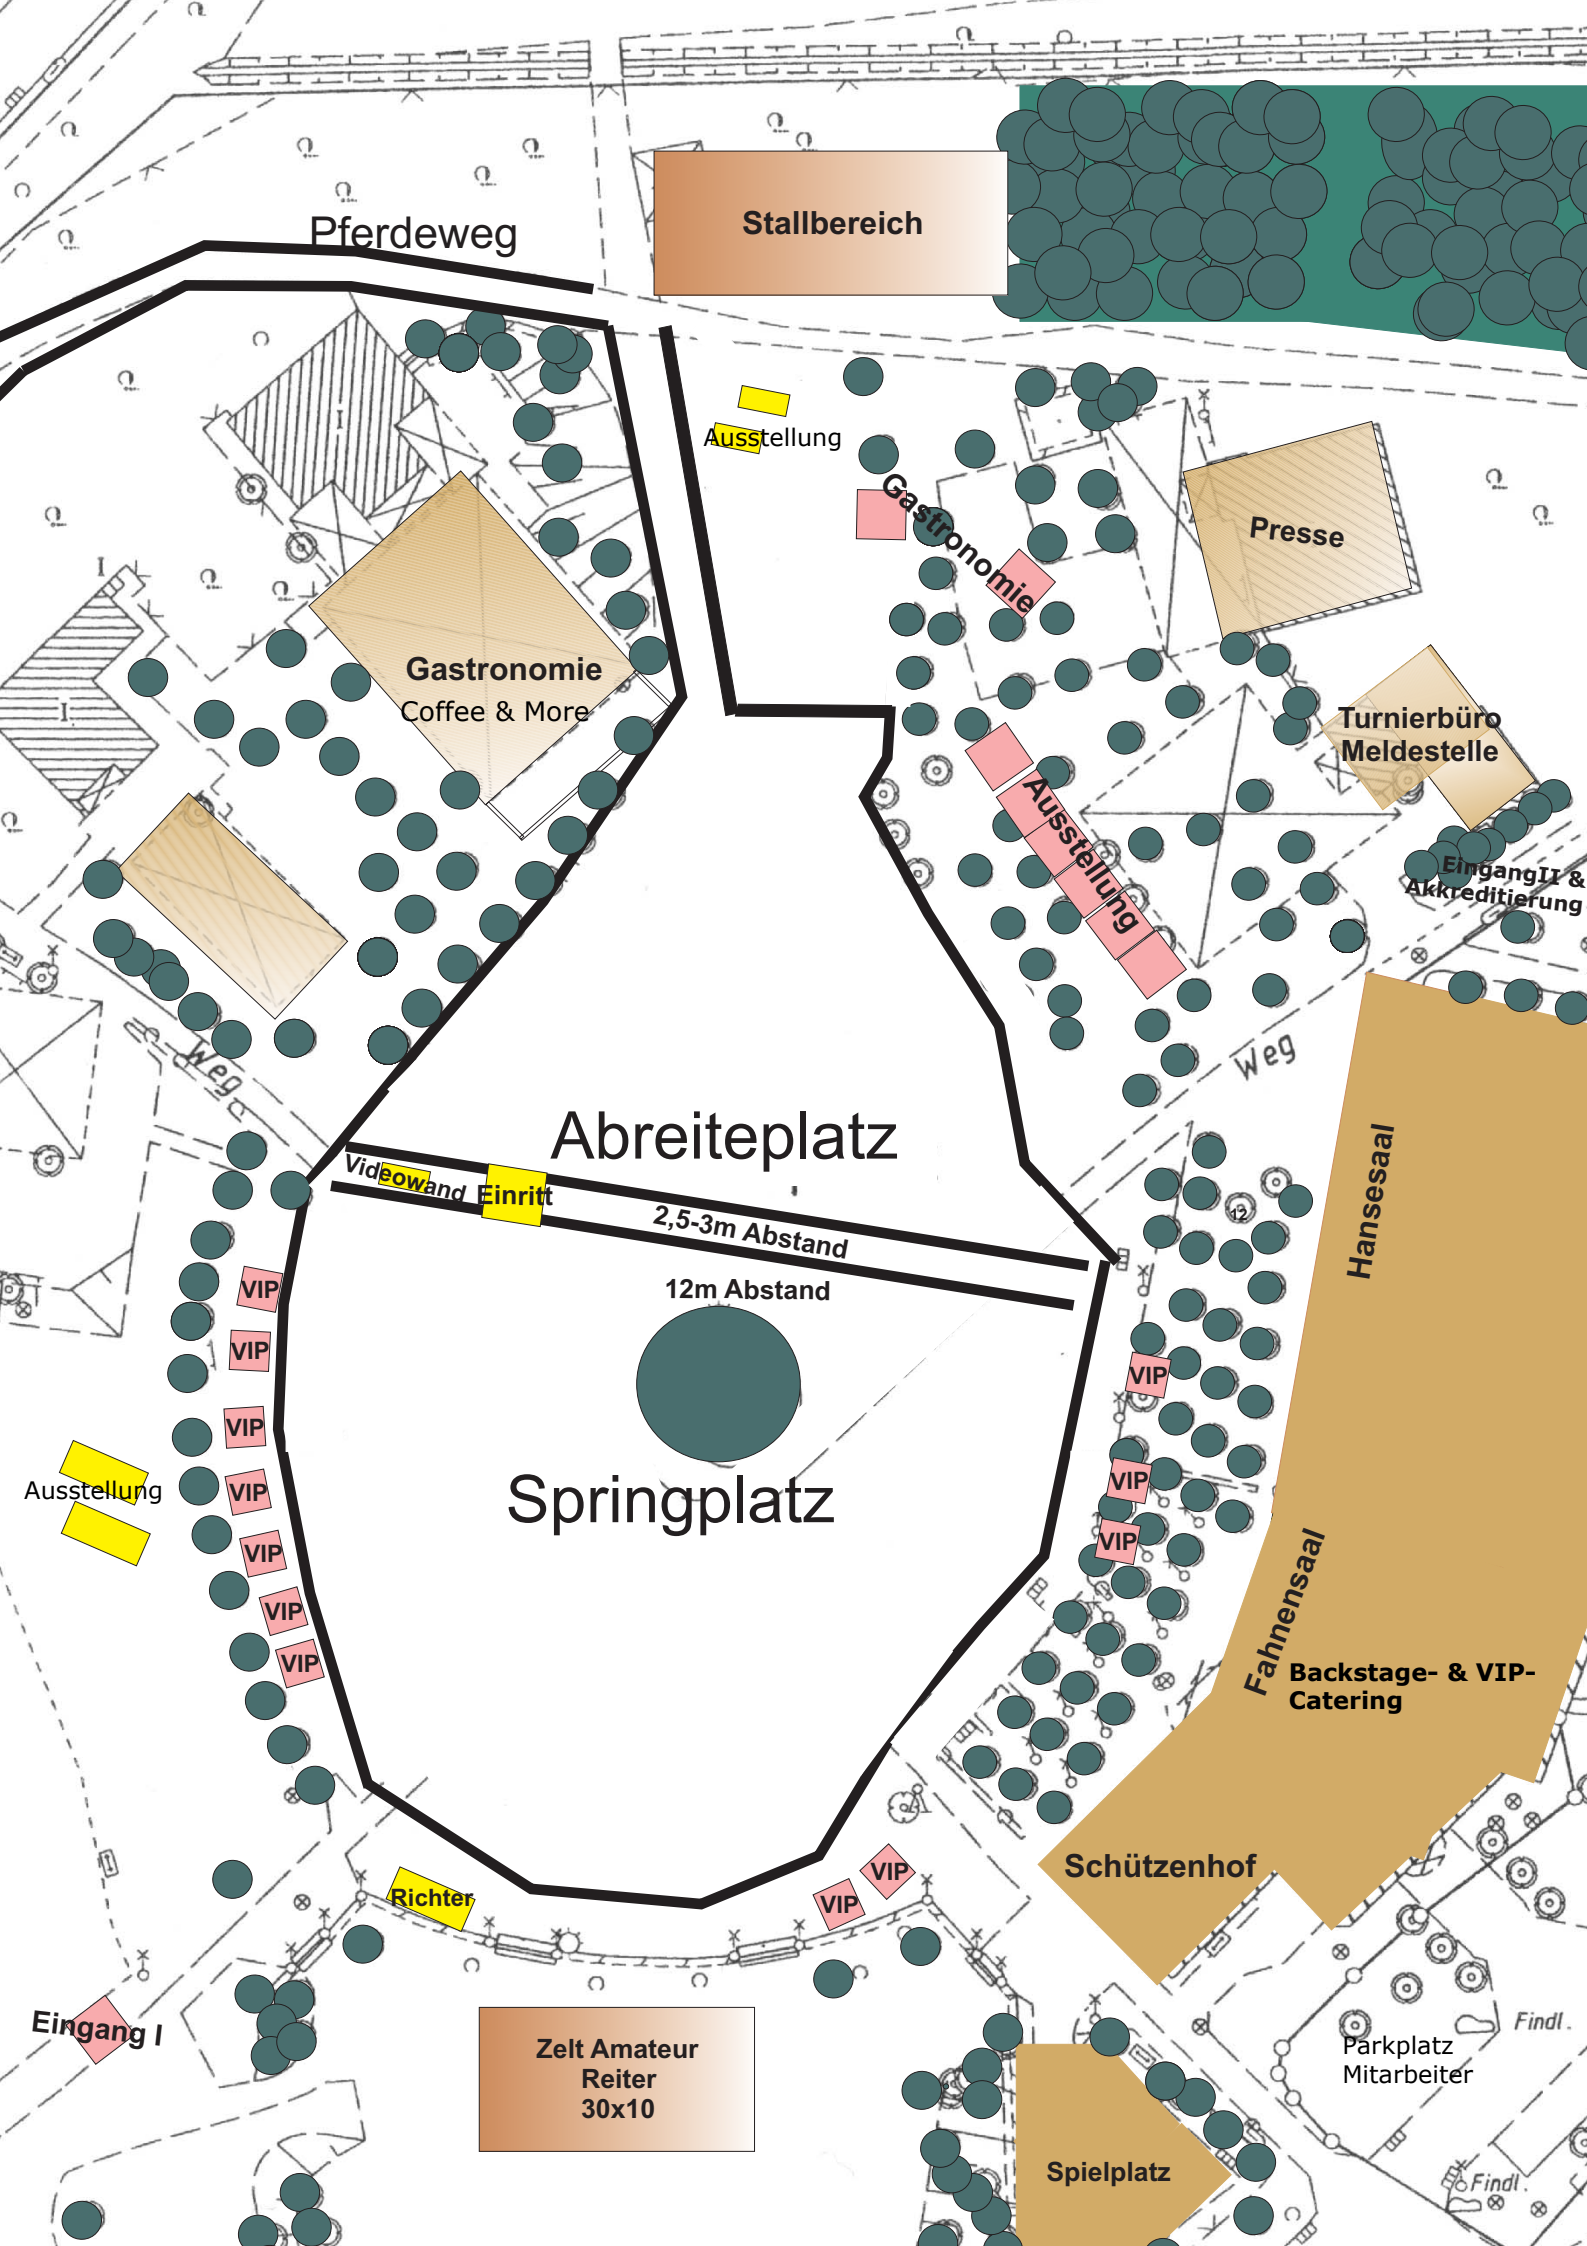 Pferdeweg
Stallbereich
Ausstellung
Gastronomie
Presse
Gastronomie
Coffee & More
Turnierbüro
Meldestelle
Ausstellung
EingangII &
Akkreditierung
Weg
Weg
Abreiteplatz
Videowand
Einritt
2,5-3m Abstand
12m Abstand
12
Hansesaal
VIP
VIP
VIP
VIP
VIP
VIP
VIP
VIP
VIP
VIP
Ausstellung
Springplatz
Fahnensaal
Backstage- & VIP-
Catering
Schützenhof
VIP
VIP
Richter
Eingang I
Zelt Amateur
Reiter
30x10
Findl.
Parkplatz
Mitarbeiter
Spielplatz
Findl.
I
I
I